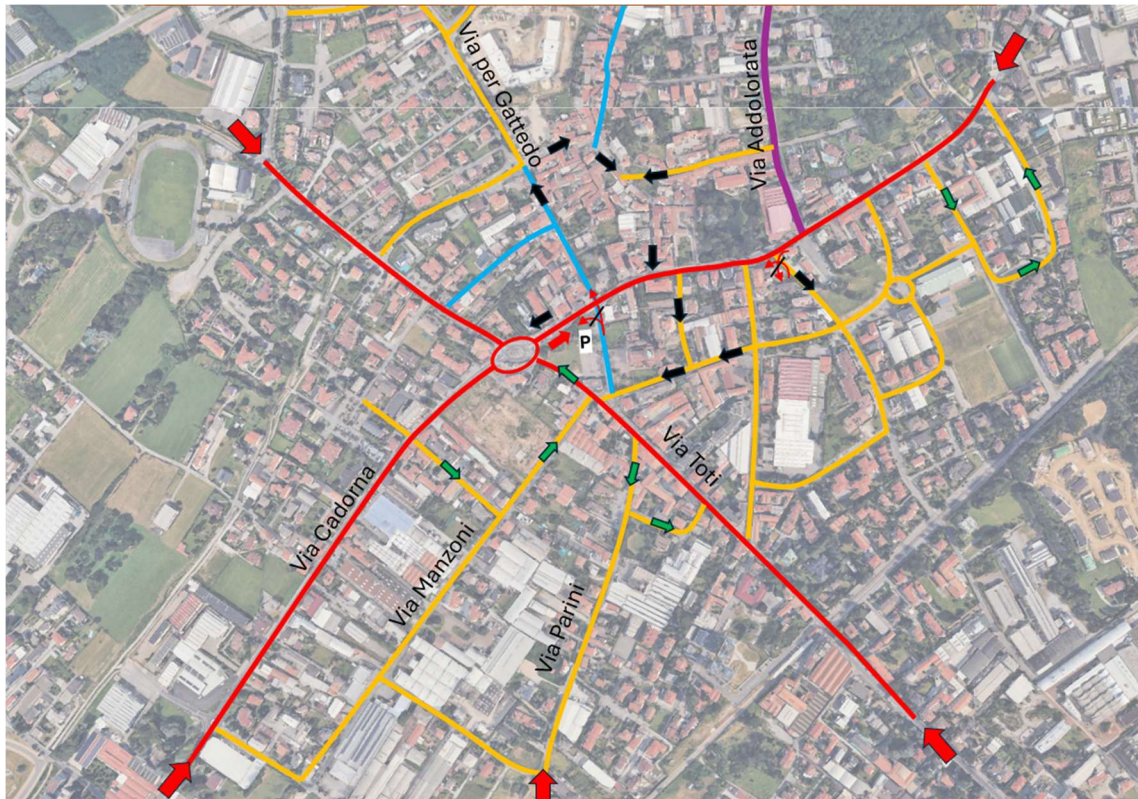 Via per Gattedo
Via Addolorata
P
Via Toti
Via Cadorna
Via Manzoni
Via Parini